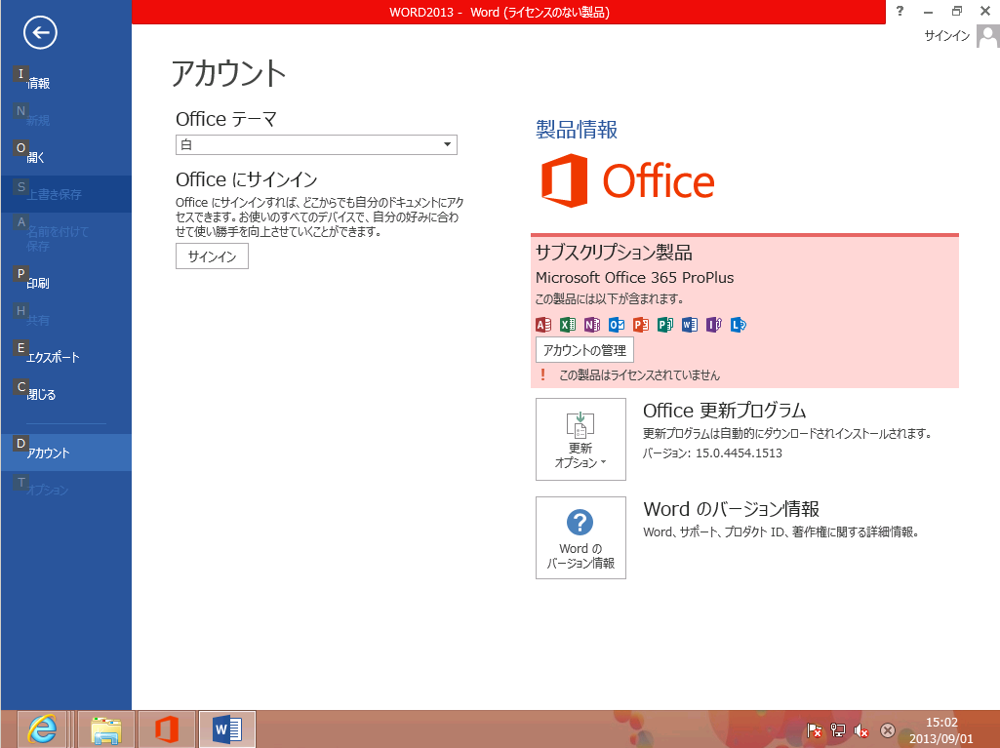 WORD2013 - Word (ライセンスのない製品)
?
サインイン
I
情報
N
新規
O
開く
S
上書き保存
A
名前を付けて
保存
P
印刷
H
共有
E
エクスポート
C
閉じる
D
アカウント
T
オプション
アカウント
Office テーマ
白
Office にサインイン
Office にサインインすれば、どこからでも自分のドキュメントにアク
セスできます。お使いのすべてのデバイスで、自分の好みに合わ
せて使い勝手を向上させていくことができます。
サインイン
製品情報
Office
サブスクリプション製品
Microsoft Office 365 ProPlus
この製品には以下が含まれます。
アカウントの管理
! この製品はライセンスされていません
更新
オプション
Office 更新プログラム
更新プログラムは自動的にダウンロードされインストールされます。
バージョン: 15.0.4454.1513
?
Word の
バージョン情報
Word のバージョン情報
Word、サポート、プロダクト ID、著作権に関する詳細情報。
15:02
2013/09/01